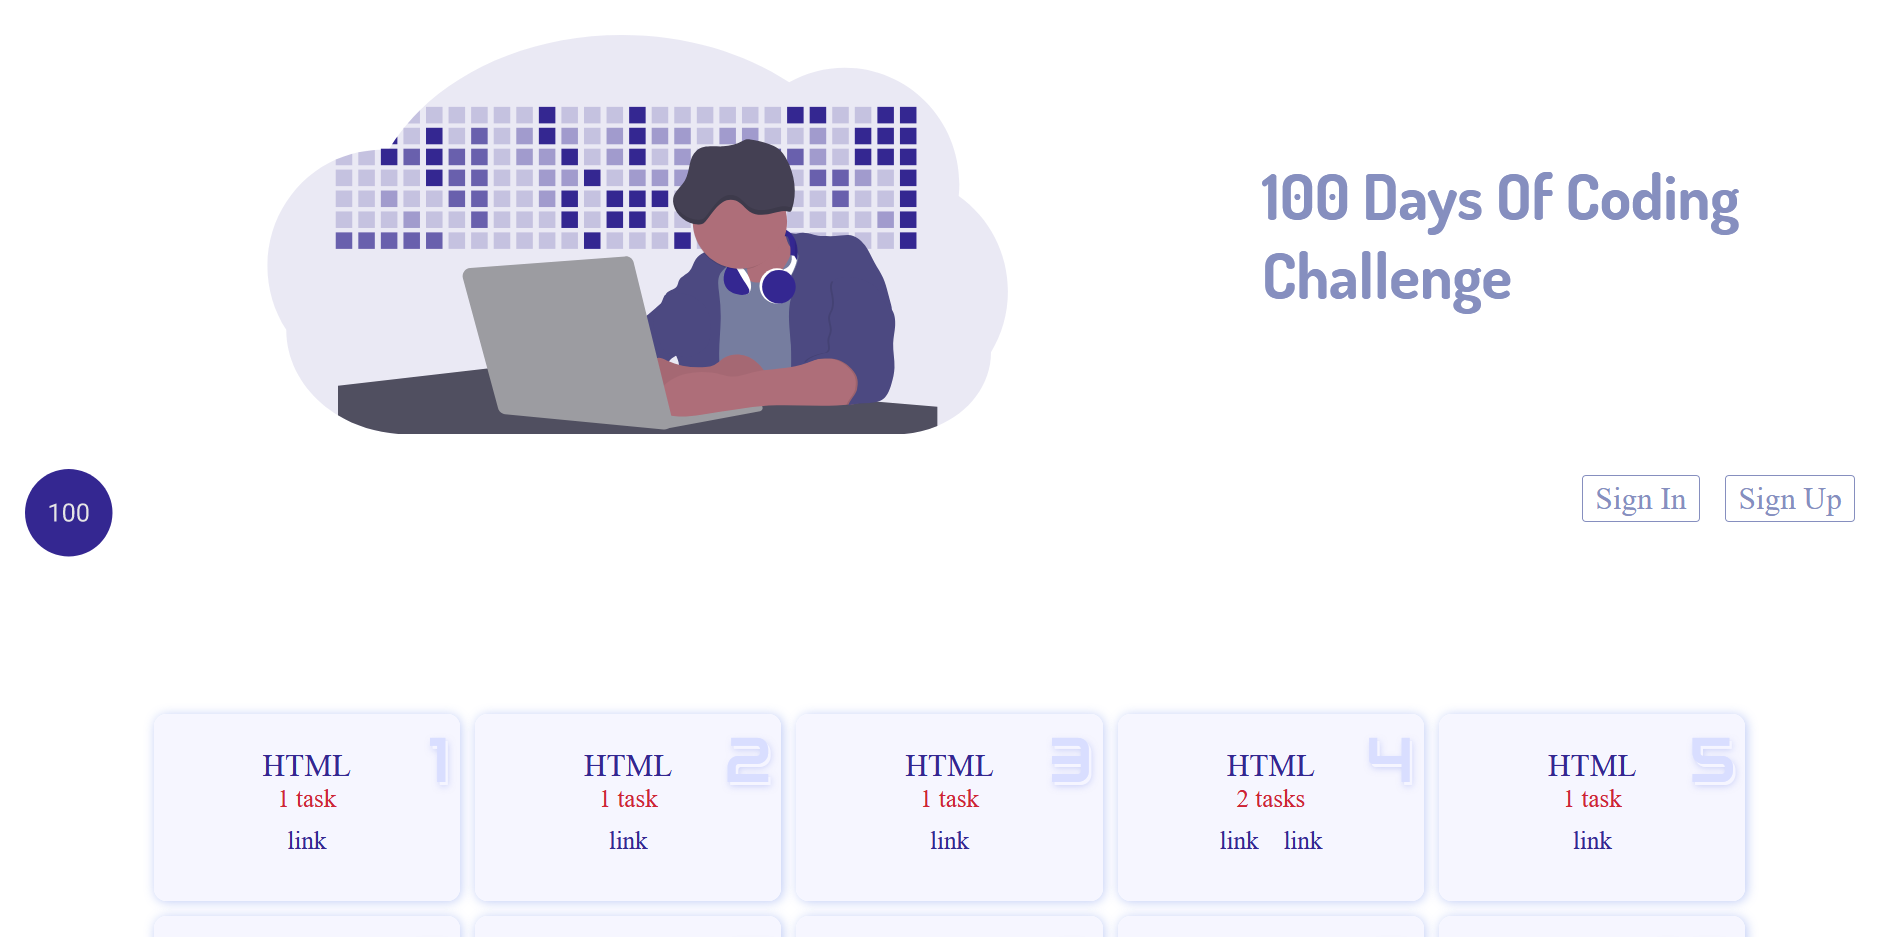 100 Days Of Coding
Challenge
100
Sign In
Sign Up
1
HTML
1 task
link
2
HTML
1 task
link
3
HTML
1 task
link
4
HTML
2 tasks
link link
5
HTML
1 task
link